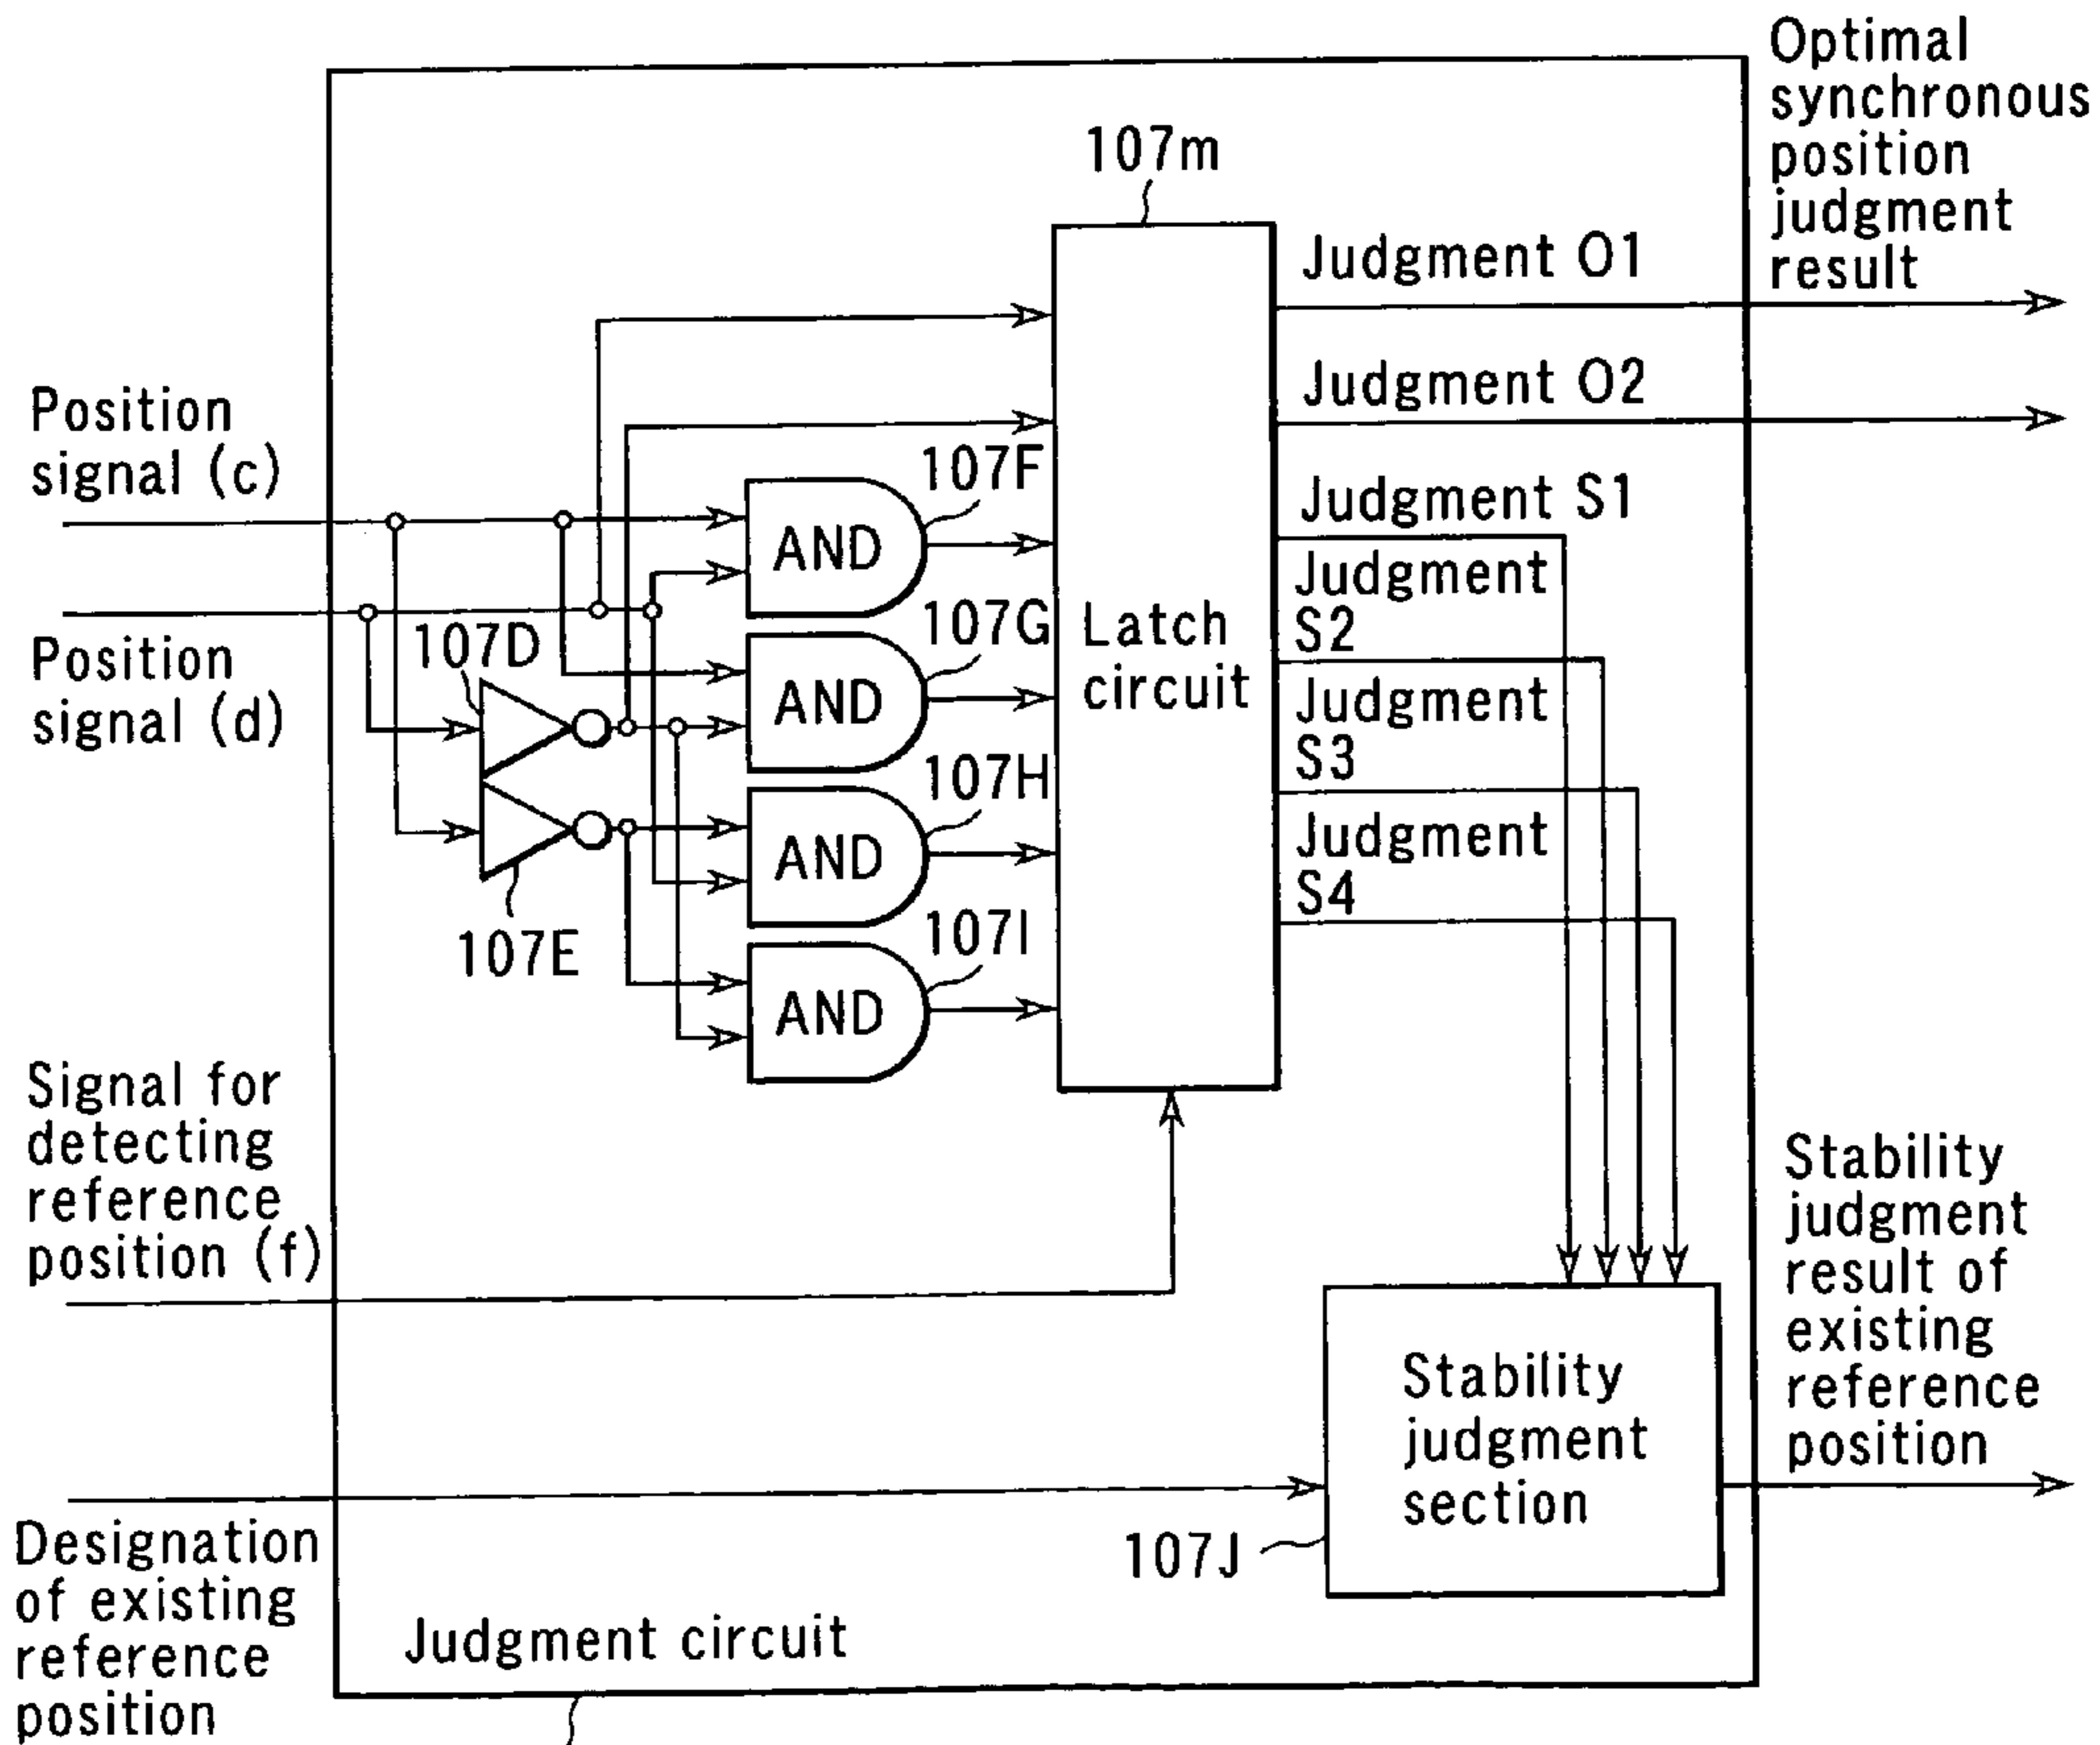 Optimal
synchronous
position
judgment
result
107m
Judgment O1
Judgment O2
Position
signal (c)
107F
Judgment S1
AND
Judgment
S2
107G
Latch
circuit
Position
signal (d)
107D
AND
Judgment
S3
107H
AND
Judgment
S4
107E
107I
AND
Signal for
detecting
reference
position (f)
Stability
judgment
result of
existing
reference
position
Stability
judgment
section
107J
Designation
of existing
reference
position
Judgment circuit